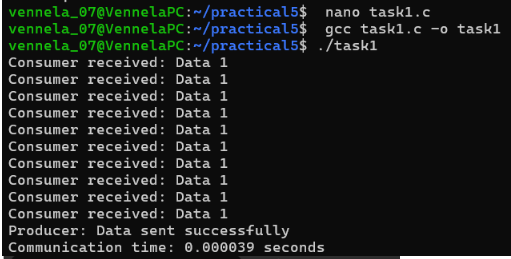 vennela_07@VennelaPC:~/practical5$ nano task1.c
vennela_07@VennelaPC:~/practical5$ gcc task1.c -o task1
vennela_07@VennelaPC:~/practical5$ ./task1
Consumer received: Data 1
Consumer received: Data 1
Consumer received: Data 1
Consumer received: Data 1
Consumer received: Data 1
Consumer received: Data 1
Consumer received: Data 1
Consumer received: Data 1
Consumer received: Data 1
Consumer received: Data 1
Producer: Data sent successfully
Communication time: 0.000039 seconds